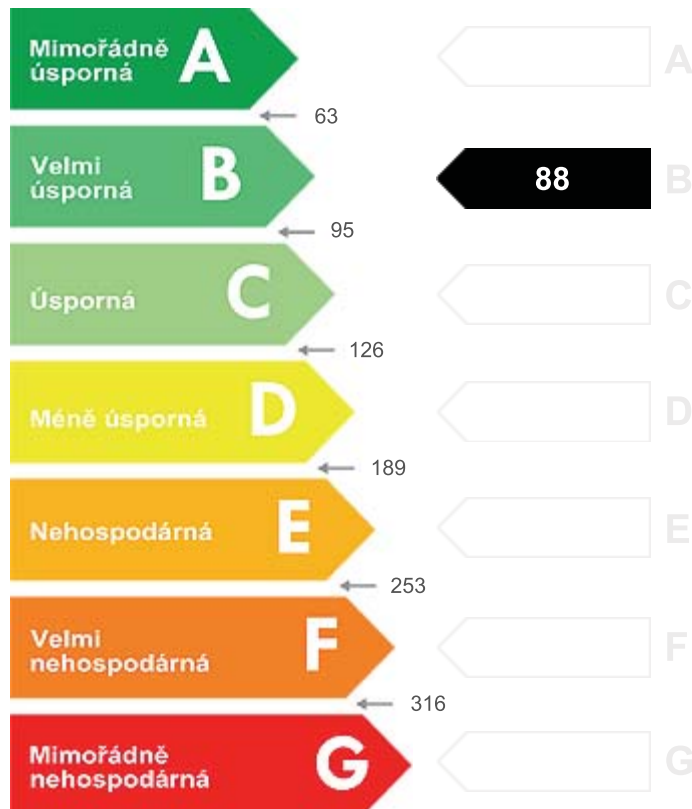 Mimořádně
úsporná
A
A
63
Velmi
úsporná
B
88
B
95
Úsporná
C
C
126
Méně úsporná
D
D
189
Nehospodárná
E
E
253
Velmi
nehospodárná
F
F
316
Mimořádně
nehospodárná
G
G